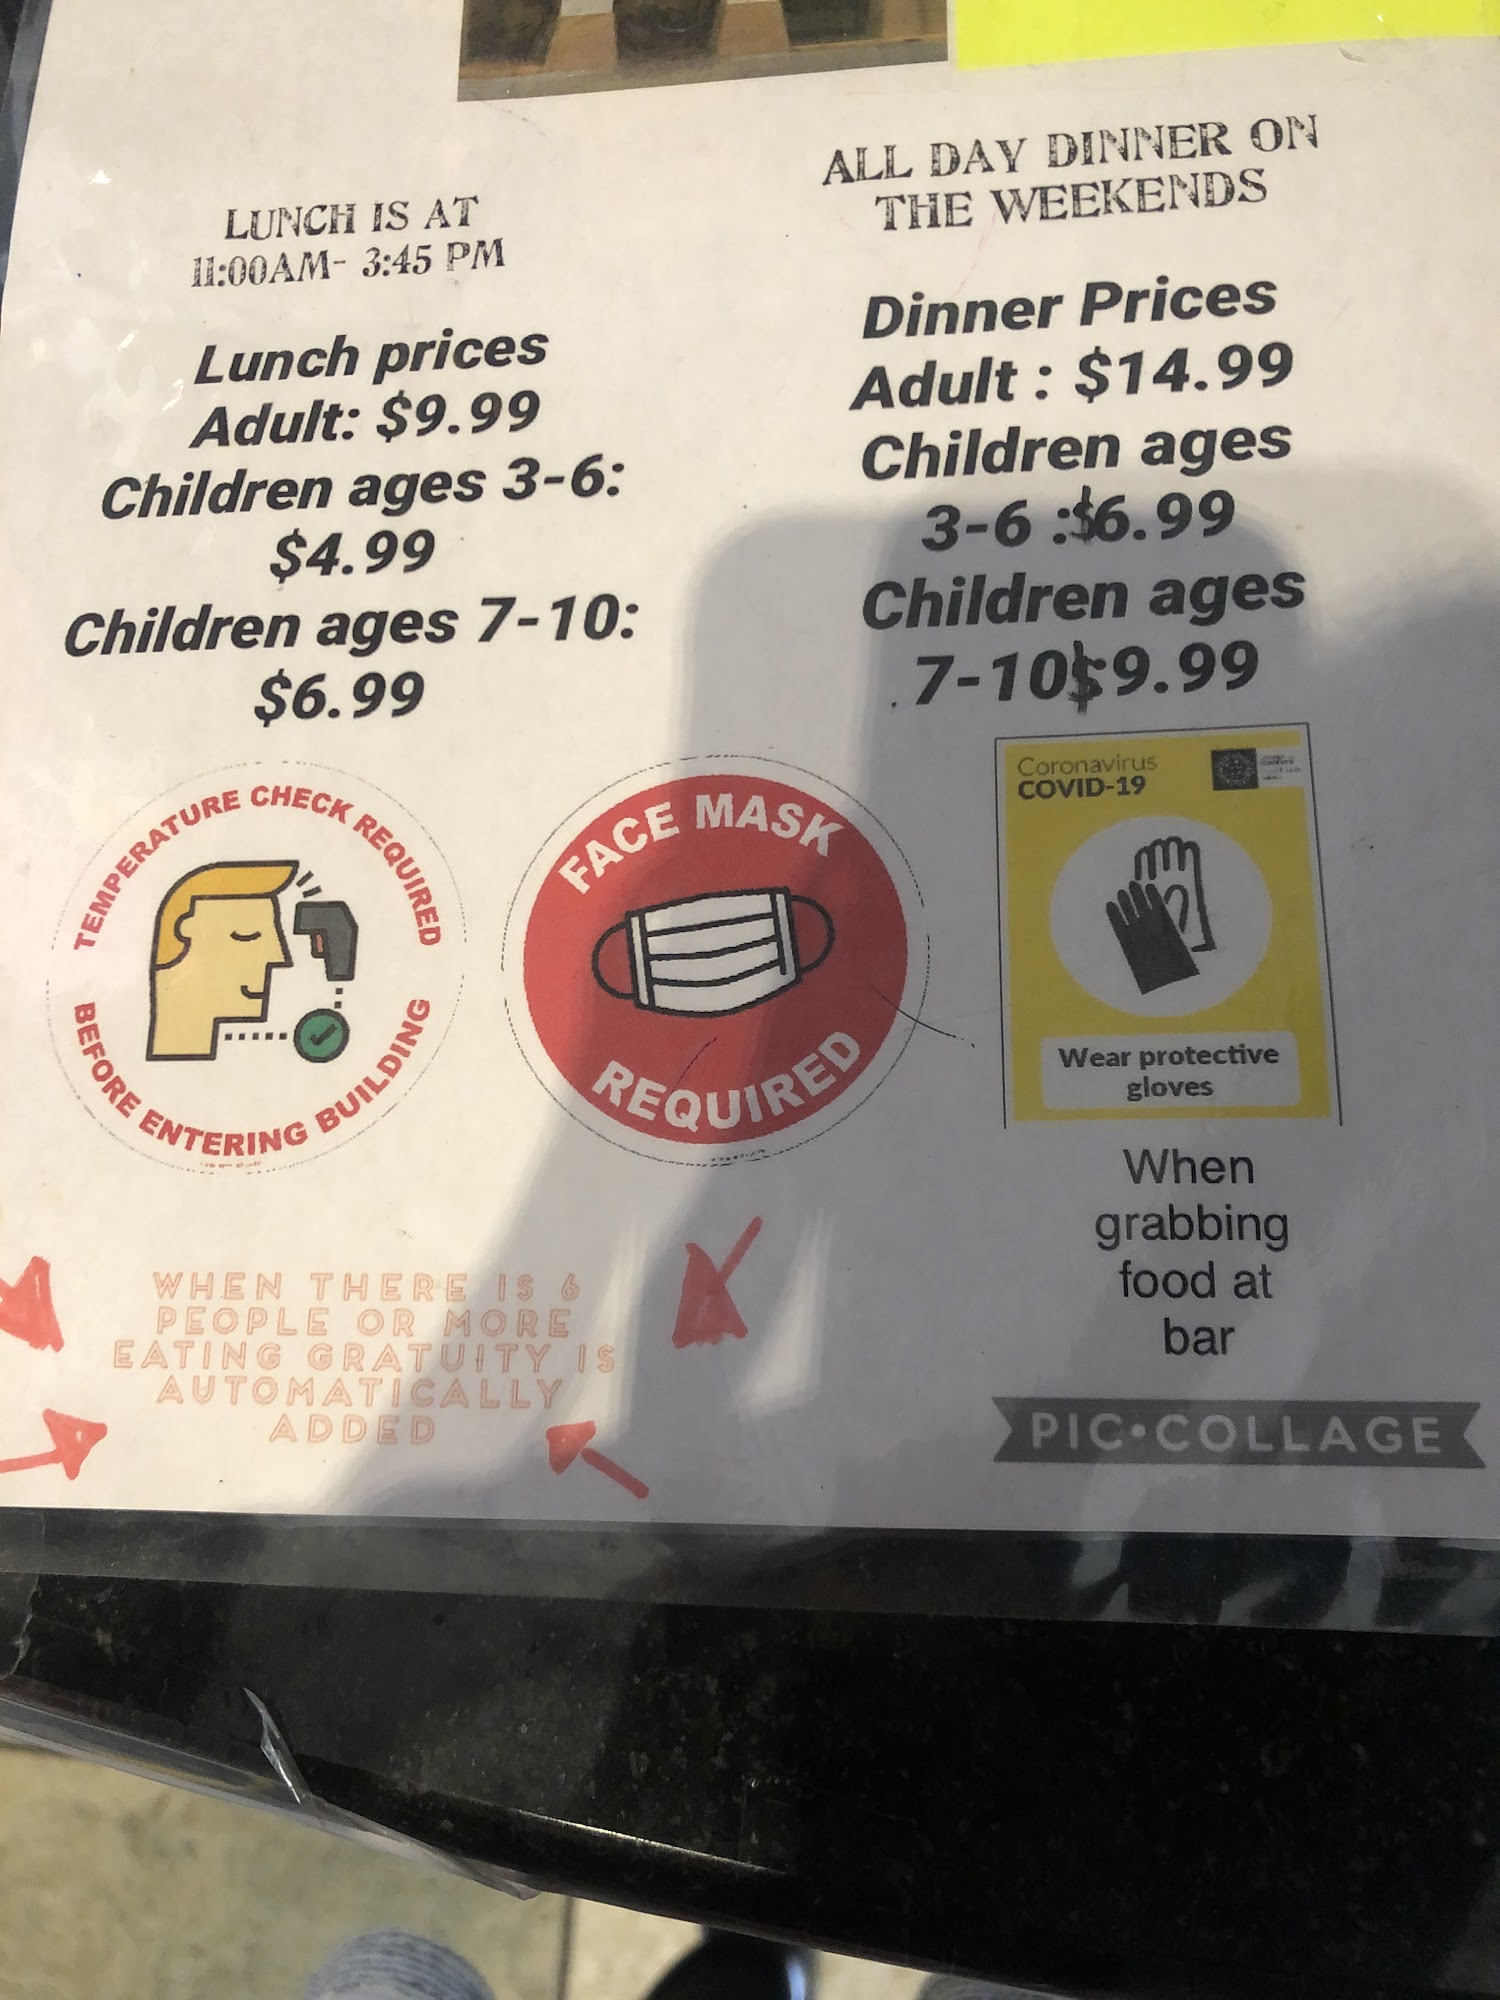 LUNCH IS AT
11:00AM- 3:45 PM
Lunch prices
Adult: $9.99
Children ages 3-6:
$4.99
Children ages 7-10:
$6.99
ALL DAY DINNER ON
THE WEEKENDS
Dinner Prices
Adult : $14.99
Children ages
3-6 :$6.99
Children ages
7-10$9.99
TEMPERATURE CHECK REQUIRED
BEFORE ENTERING BUILDING
FACE MASK
REQUIRED
Coronavirus
COVID-19
Wear protective
gloves
When
grabbing
food at
bar
WHEN THERE IS 6
PEOPLE OR MORE
EATING GRATUITY IS
AUTOMATICALLY
ADDED
PIC•COLLAGE